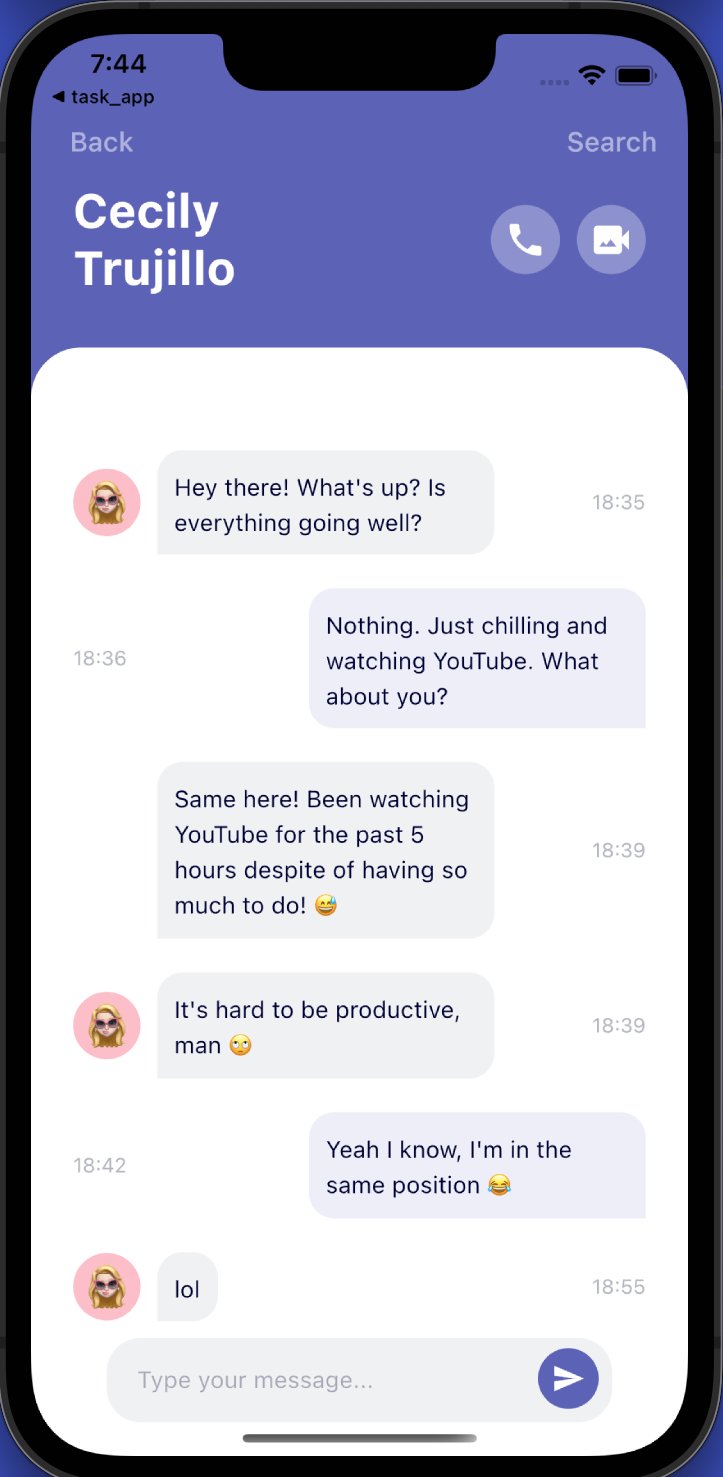 7:44
◀ task_app
Back
Search
Cecily
Trujillo
Hey there! What's up? Is
everything going well?
18:35
Nothing. Just chilling and
watching YouTube. What
about you?
18:36
Same here! Been watching
YouTube for the past 5
hours despite of having so
much to do! 😅
18:39
It's hard to be productive,
man 🙄
18:39
Yeah I know, I'm in the
same position 😂
18:42
lol
18:55
Type your message...